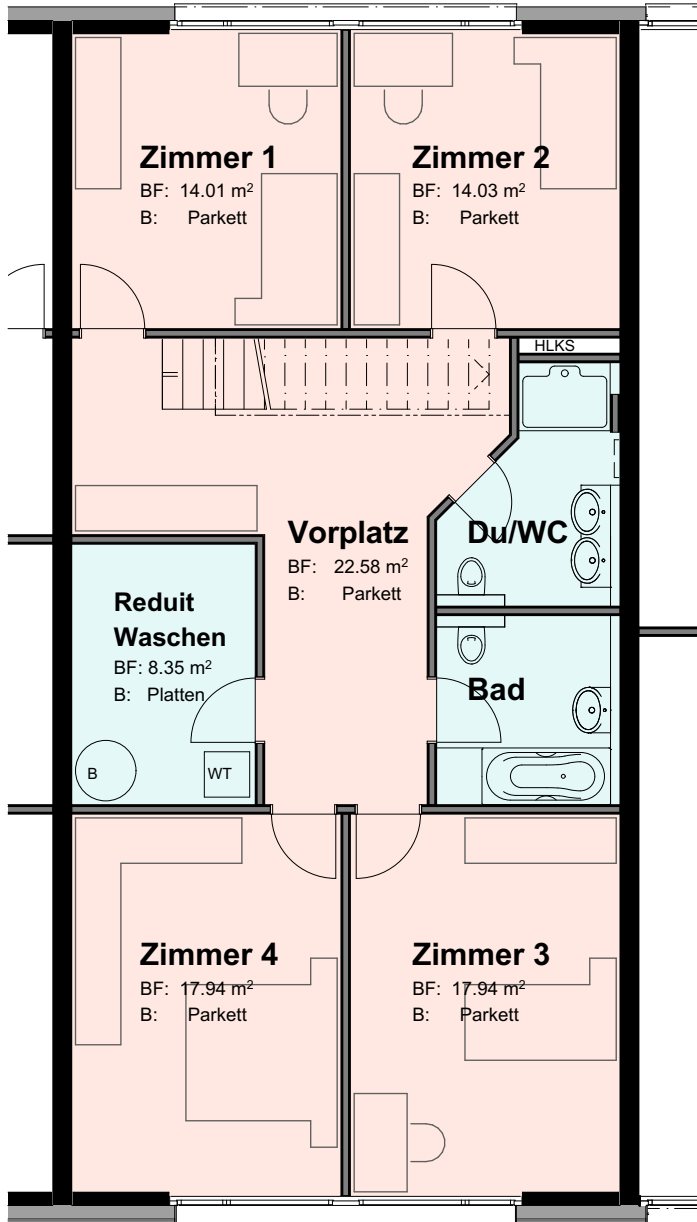 Zimmer 1
BF: 14.01 m²
B: Parkett
Zimmer 2
BF: 14.03 m²
B: Parkett
HLKS
Vorplatz
BF: 22.58 m²
B: Parkett
Du/WC
Reduit
Waschen
BF: 8.35 m²
B: Platten
Bad
B
WT
Zimmer 4
BF: 17.94 m²
B: Parkett
Zimmer 3
BF: 17.94 m²
B: Parkett